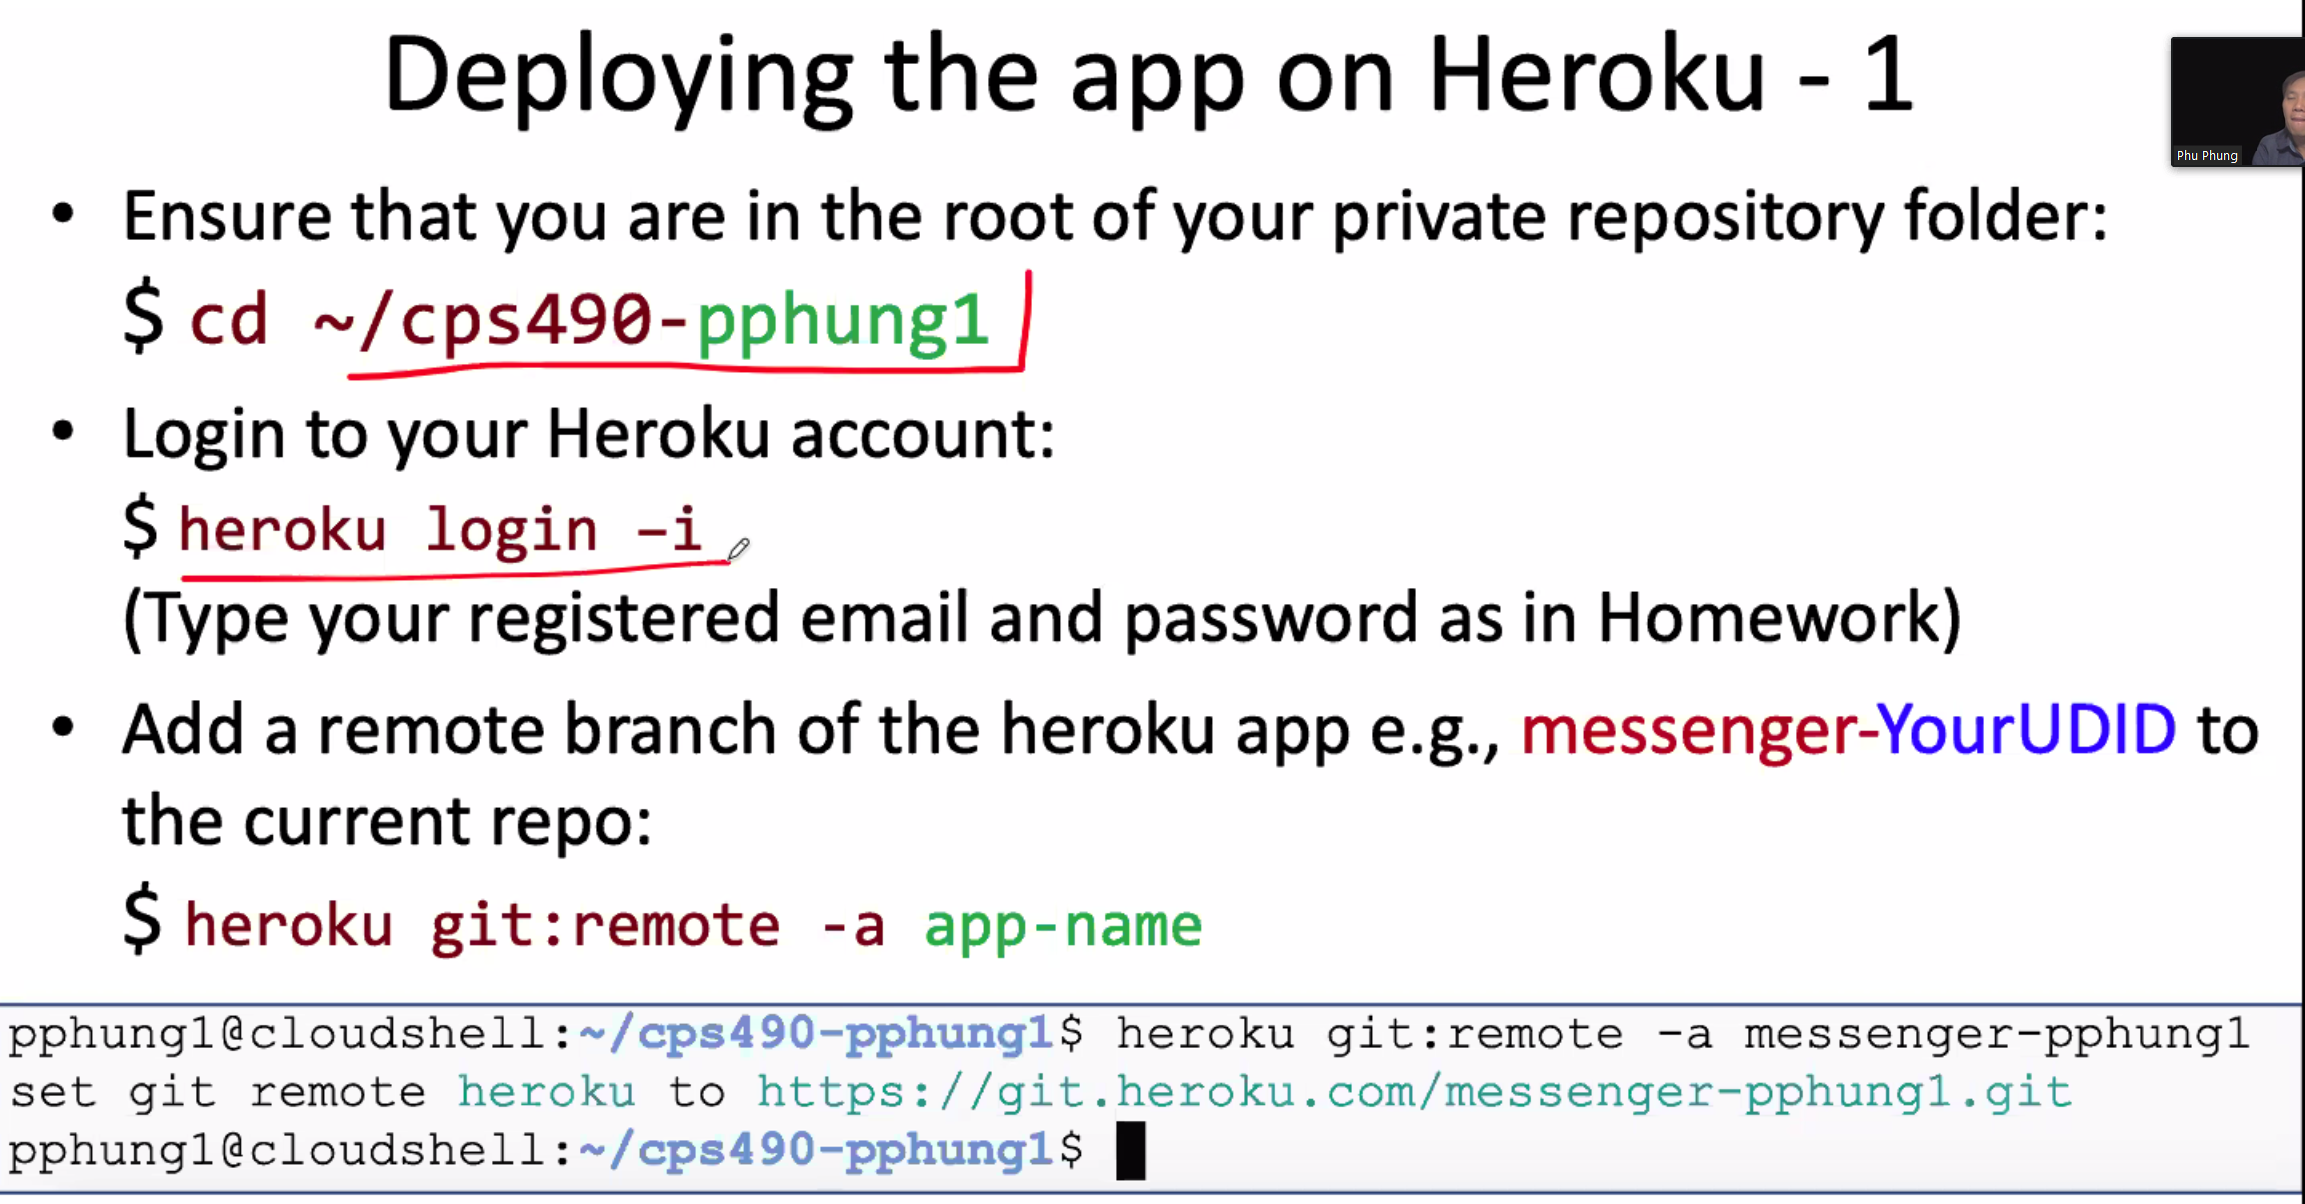 Deploying the app on Heroku - 1
Phu Phung
• Ensure that you are in the root of your private repository folder:
$ cd ~/cps490-pphung1
• Login to your Heroku account:
$ heroku login –i
(Type your registered email and password as in Homework)
• Add a remote branch of the heroku app e.g., messenger-YourUDID to
the current repo:
$ heroku git:remote -a app-name
pphung1@cloudshell:~/cps490-pphung1$ heroku git:remote -a messenger-pphung1
set git remote heroku to https://git.heroku.com/messenger-pphung1.git
pphung1@cloudshell:~/cps490-pphung1$